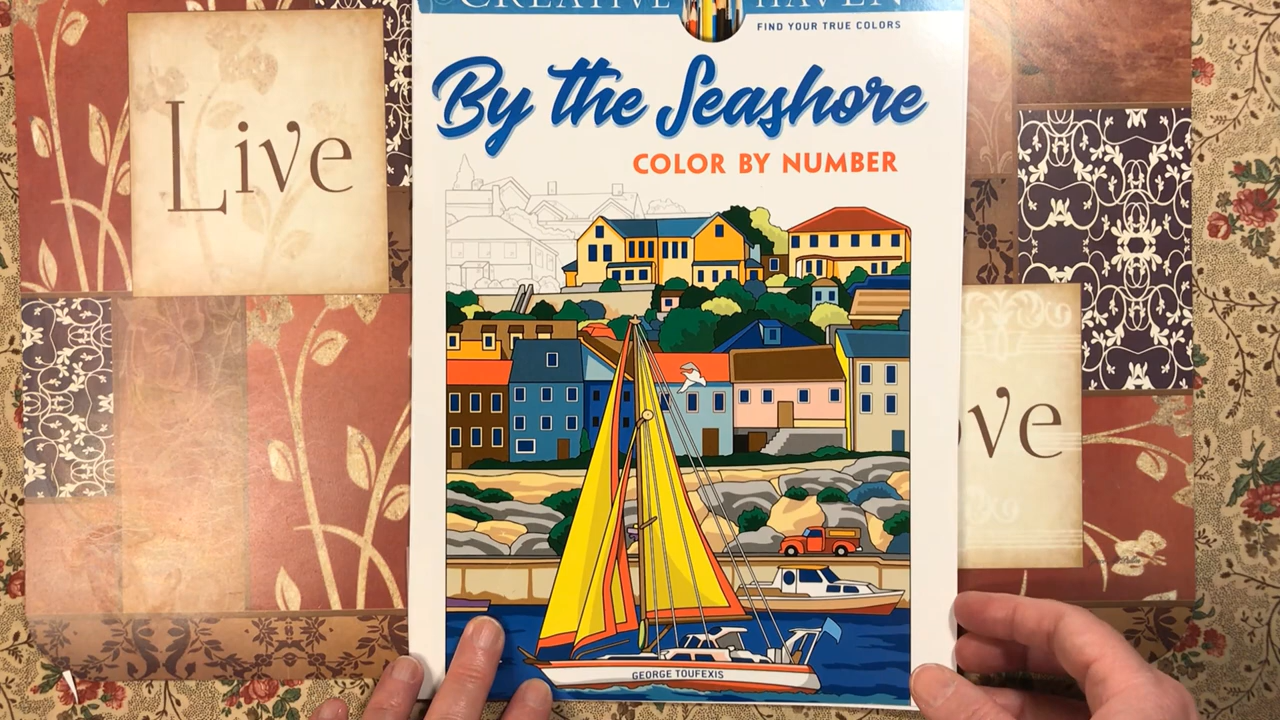 CREATIVE HAVEN
FIND YOUR TRUE COLORS
By the Seashore
COLOR BY NUMBER
Live
ove
GEORGE TOUFEXIS